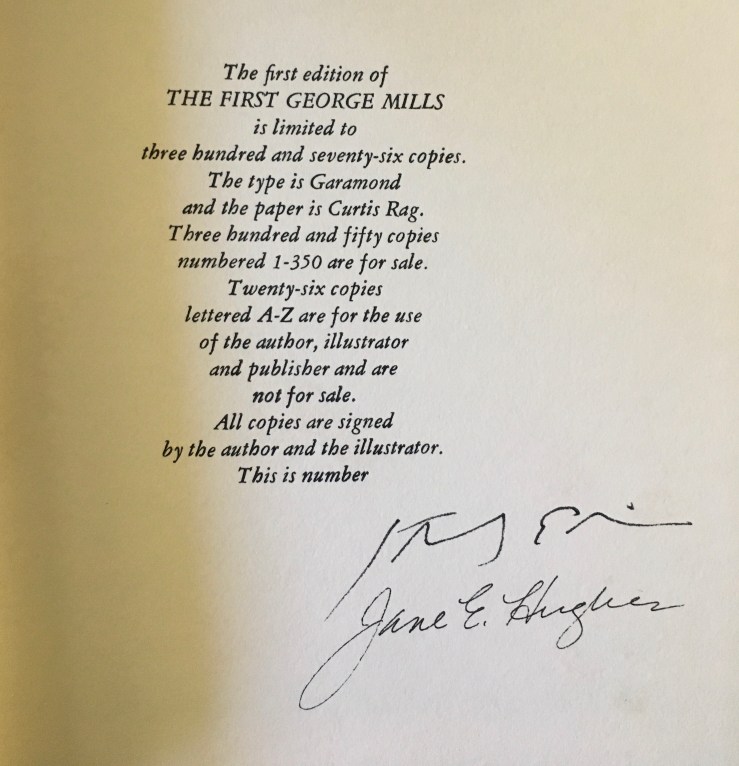 The first edition of
THE FIRST GEORGE MILLS
is limited to
three hundred and seventy-six copies.
The type is Garamond
and the paper is Curtis Rag.
Three hundred and fifty copies
numbered 1-350 are for sale.
Twenty-six copies
lettered A-Z are for the use
of the author, illustrator
and publisher and are
not for sale.
All copies are signed
by the author and the illustrator.
This is number
Jane E. Hughes